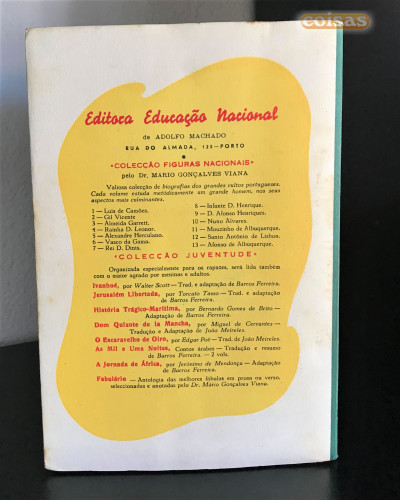 coisas
Editora Educação Nacional
de ADOLFO MACHADO
RUA DO ALMADA, 125—PORTO
•COLECÇÃO FIGURAS NACIONAIS•
pelo Dr. MARIO GONÇALVES VIANA
Valiosa colecção de biografias dos grandes vultos portugueses.
Cada volume estuda metòdicamente um grande homem, nos seus
aspectos mais culminantes.
1 — Luís de Camões.
2 — Gil Vicente
3 — Almeida Garrett.
4 — Rainha D. Leonor.
5 — Alexandre Herculano.
6 — Vasco da Gama.
7 — Rei D. Dinis.
8 — Infante D. Henrique.
9 — D. Afonso Henriques.
10 — Nuno Álvares.
11 — Mouzinho de Albuquerque.
12 — Santo António de Lisboa.
13 — Afonso de Albuquerque.
•COLECÇÃO JUVENTUDE•
Organizada especialmente para os rapazes, será lida também
com o maior agrado por meninas e adultos.
Ivanhoé, por Walter Scott — Trad. e adaptação de Barros Ferreira.
Jerusalém Libertada, por Torcato Tasso — Trad. e adaptação
de Barros Ferreira.
História Trágico-Marítima, por Bernardo Gomes de Brito —
Adaptação de Barros Ferreira.
Dom Quixote de la Mancha, por Miguel de Cervantes —
Tradução e Adaptação de João Meireles.
O Escaravelho de Oiro, por Edgar Poë — Trad. de João Meireles.
As Mil e Uma Noites, Contos árabes — Tradução e resumo
de Barros Ferreira. — 2 vols.
A Jornada de África, por Jerónimo de Mendonça — Adaptação
de Barros Ferreira.
Fabulário — Antologia das melhores fábulas em prosa ou verso,
seleccionadas e anotadas pelo Dr. Mário Gonçalves Viana.